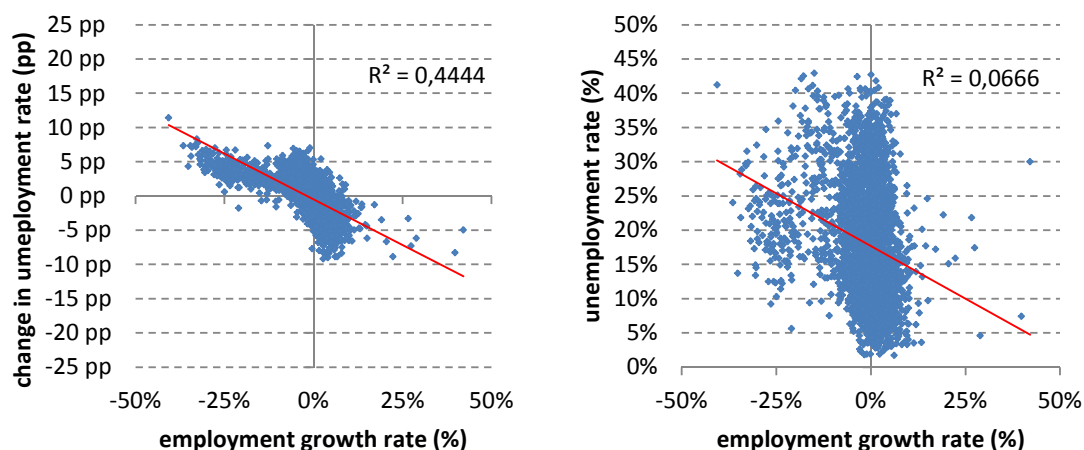 change in umeployment rate (pp)
25 pp
20 pp
15 pp
10 pp
5 pp
0 pp
-5 pp
-10 pp
-15 pp
-20 pp
-25 pp
R² = 0,4444
-50% -25% 0% 25% 50%
employment growth rate (%)
unemployment rate (%)
50%
45%
40%
35%
30%
25%
20%
15%
10%
5%
0%
R² = 0,0666
-50% -25% 0% 25% 50%
employment growth rate (%)